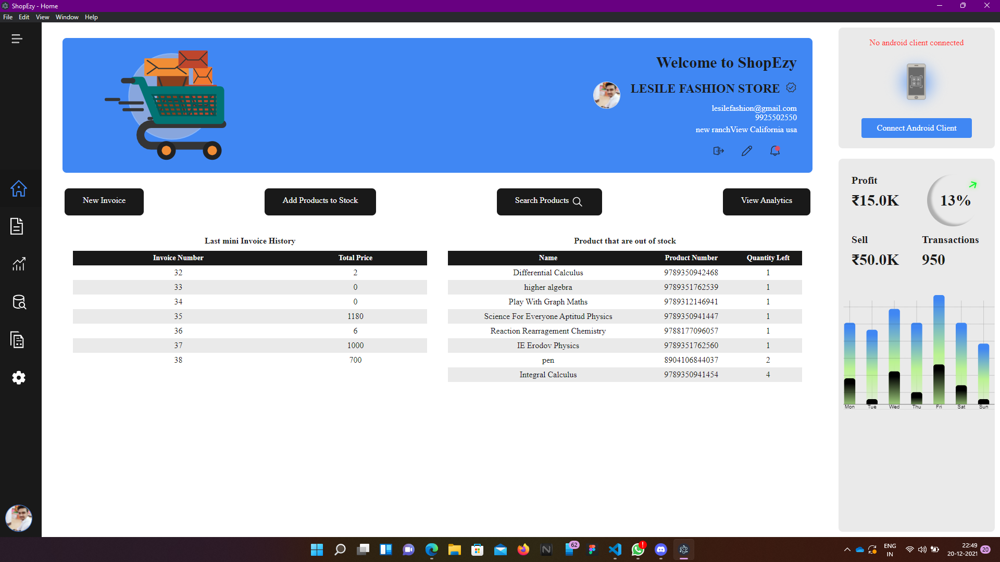 ShopEzy - Home
File Edit View Window Help
Welcome to ShopEzy
LESILE FASHION STORE
lesilefashion@gmail.com
9925502550
new ranchView California usa
No android client connected
Connect Android Client
New Invoice
Add Products to Stock
Search Products
View Analytics
Profit
₹15.0K
13%
Sell
₹50.0K
Transactions
950
Last mini Invoice History
Invoice Number Total Price
32 2
33 0
34 0
35 1180
36 6
37 1000
38 700
Product that are out of stock
Name Product Number Quantity Left
Differential Calculus 9789350942468 1
higher algebra 9789351762539 1
Play With Graph Maths 9789312146941 1
Science For Everyone Aptitud Physics 9789350941447 1
Reaction Rearragement Chemistry 9788177096057 1
IE Erodov Physics 9789351762560 1
pen 8904106844037 2
Integral Calculus 9789350941454 4
Mon Tue Wed Thu Fri Sat Sun
62
ENG
IN
22:49
20-12-2021
20